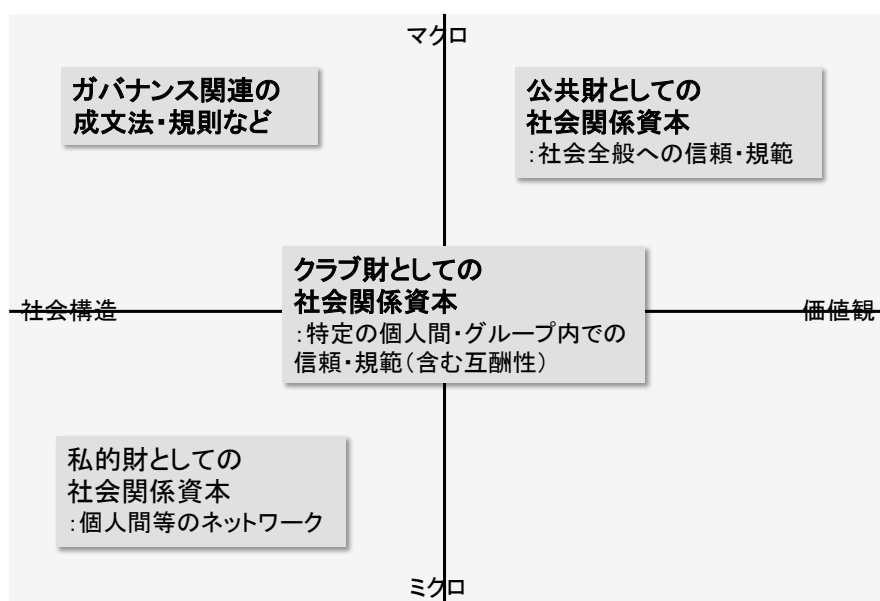 マクロ
ガバナンス関連の
成文法・規則など
公共財としての
社会関係資本
：社会全般への信頼・規範
クラブ財としての
社会関係資本
：特定の個人間・グループ内での
信頼・規範（含む互酬性）
社会構造
価値観
私的財としての
社会関係資本
：個人間等のネットワーク
ミクロ